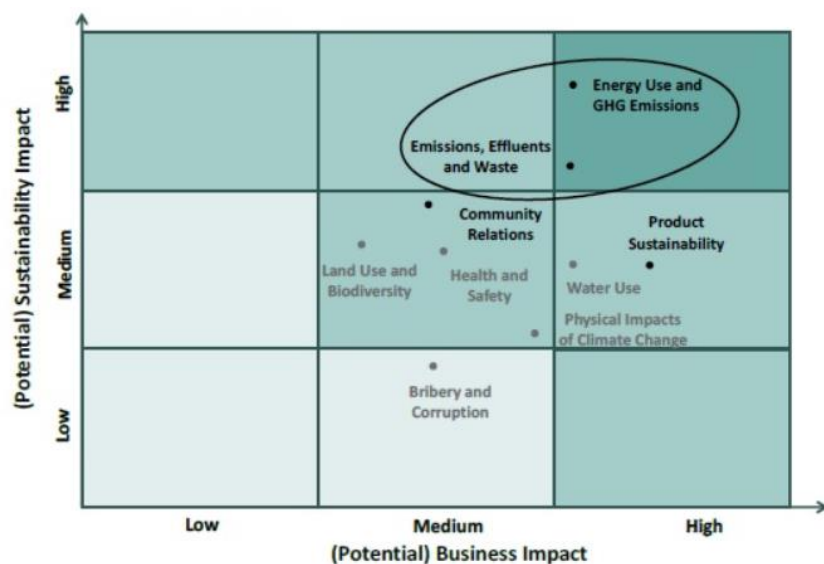 (Potential) Sustainability Impact
High
Medium
Low
Energy Use and
GHG Emissions
Emissions, Effluents
and Waste
Community
Relations
Product
Sustainability
Land Use and
Biodiversity
Health and
Safety
Water Use
Physical Impacts
of Climate Change
Bribery and
Corruption
Low
Medium
High
(Potential) Business Impact